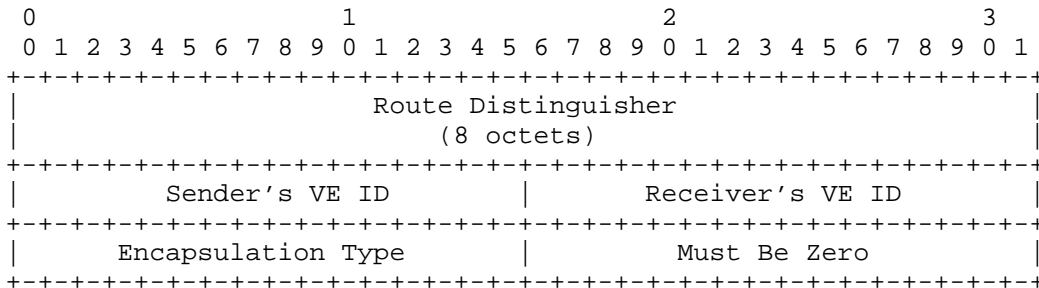 0                   1                   2                   3
 0 1 2 3 4 5 6 7 8 9 0 1 2 3 4 5 6 7 8 9 0 1 2 3 4 5 6 7 8 9 0 1
+-+-+-+-+-+-+-+-+-+-+-+-+-+-+-+-+-+-+-+-+-+-+-+-+-+-+-+-+-+-+-+-+
|                      Route Distinguisher                      |
|                          (8 octets)                           |
+-+-+-+-+-+-+-+-+-+-+-+-+-+-+-+-+-+-+-+-+-+-+-+-+-+-+-+-+-+-+-+-+
|         Sender’s VE ID        |       Receiver’s VE ID        |
+-+-+-+-+-+-+-+-+-+-+-+-+-+-+-+-+-+-+-+-+-+-+-+-+-+-+-+-+-+-+-+-+
|      Encapsulation Type       |         Must Be Zero          |
+-+-+-+-+-+-+-+-+-+-+-+-+-+-+-+-+-+-+-+-+-+-+-+-+-+-+-+-+-+-+-+-+